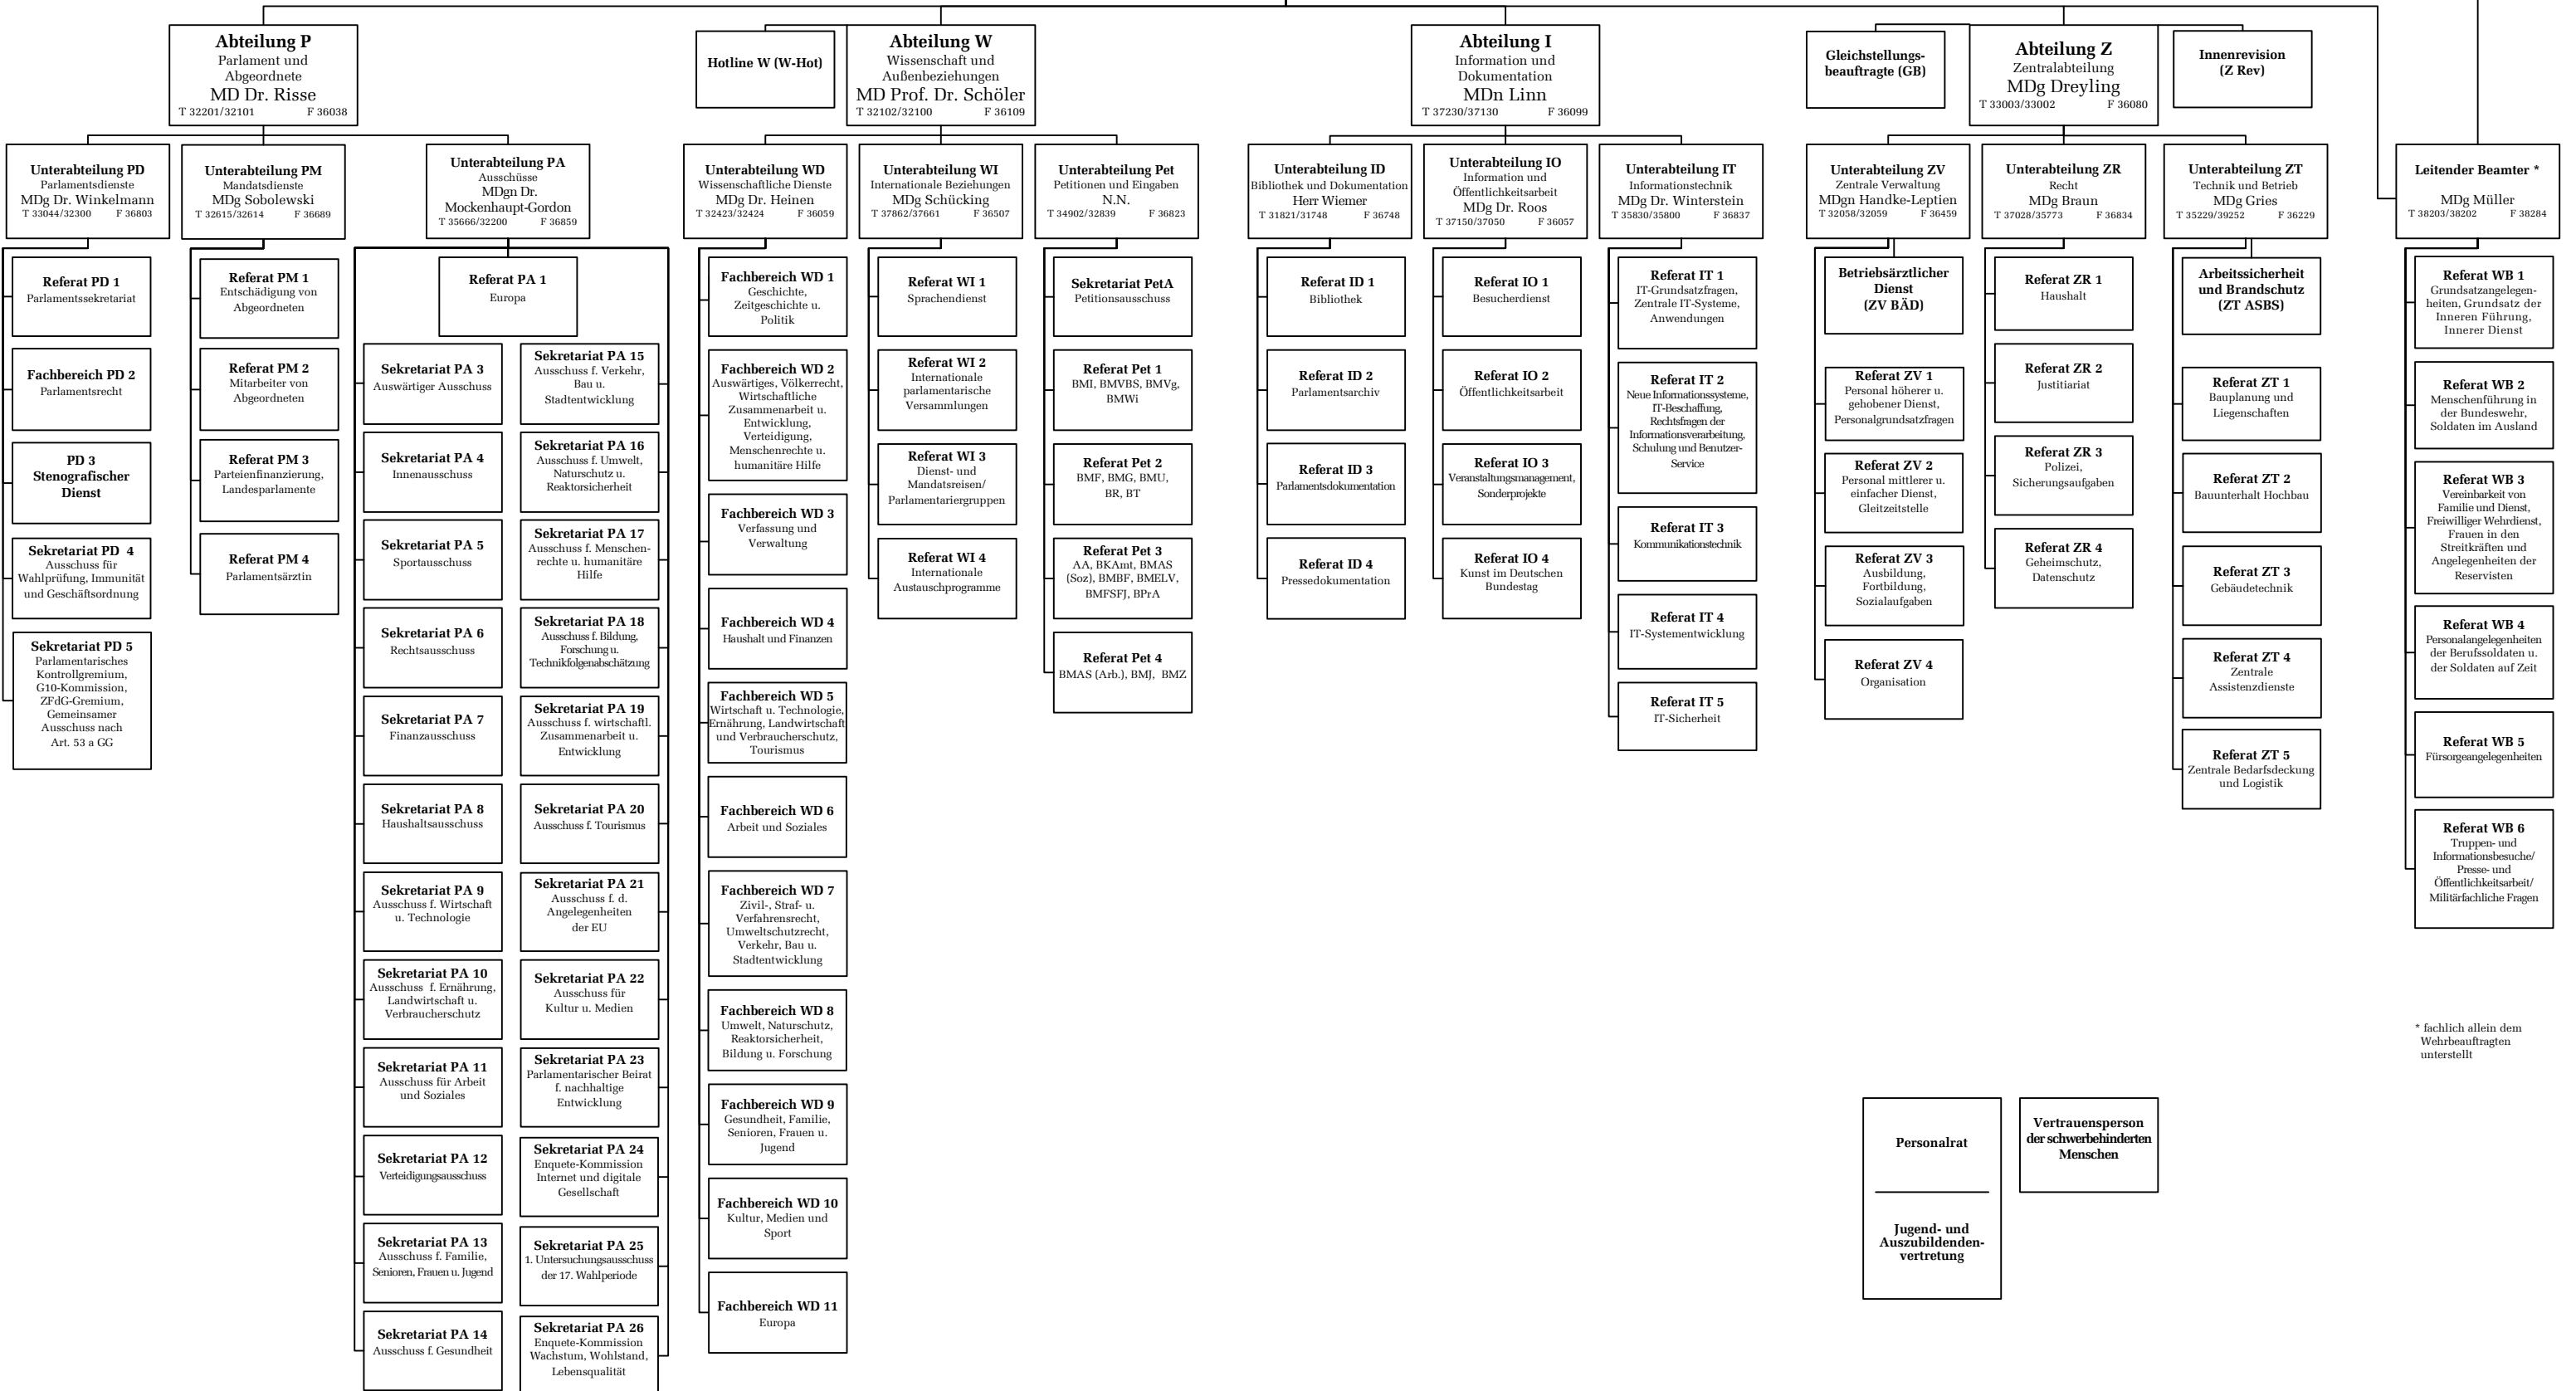 Abteilung P
Parlament und
Abgeordnete
MD Dr. Risse
T 32201/32101 F 36038
Hotline W (W-Hot)
Abteilung W
Wissenschaft und
Außenbeziehungen
MD Prof. Dr. Schöler
T 32102/32100 F 36109
Abteilung I
Information und
Dokumentation
MDn Linn
T 37230/37130 F 36099
Gleichstellungs-
beauftragte (GB)
Abteilung Z
Zentralabteilung
MDg Dreyling
T 33003/33002 F 36080
Innenrevision
(Z Rev)
Unterabteilung PD
Parlamentsdienste
MDg Dr. Winkelmann
T 33044/32300 F 36803
Unterabteilung PM
Mandatsdienste
MDg Sobolewski
T 32615/32614 F 36689
Unterabteilung PA
Ausschüsse
MDgn Dr.
Mockenhaupt-Gordon
T 35666/32200 F 36859
Unterabteilung WD
Wissenschaftliche Dienste
MDg Dr. Heinen
T 32423/32424 F 36059
Unterabteilung WI
Internationale Beziehungen
MDg Schücking
T 37862/37661 F 36507
Unterabteilung Pet
Petitionen und Eingaben
N.N.
T 34902/32839 F 36823
Unterabteilung ID
Bibliothek und Dokumentation
Herr Wiemer
T 31821/31748 F 36748
Unterabteilung IO
Information und
Öffentlichkeitsarbeit
MDg Dr. Roos
T 37150/37050 F 36057
Unterabteilung IT
Informationstechnik
MDg Dr. Winterstein
T 35830/35800 F 36837
Unterabteilung ZV
Zentrale Verwaltung
MDgn Handke-Leptien
T 32058/32059 F 36459
Unterabteilung ZR
Recht
MDg Braun
T 37028/35773 F 36834
Unterabteilung ZT
Technik und Betrieb
MDg Gries
T 35229/39252 F 36229
Leitender Beamter *
MDg Müller
T 38203/38202 F 38284
Referat PD 1
Parlamentssekretariat
Fachbereich PD 2
Parlamentsrecht
PD 3
Stenografischer
Dienst
Sekretariat PD 4
Ausschuss für
Wahlprüfung, Immunität
und Geschäftsordnung
Sekretariat PD 5
Parlamentarisches
Kontrollgremium,
G10-Kommission,
ZFdG-Gremium,
Gemeinsamer
Ausschuss nach
Art. 53 a GG
Referat PM 1
Entschädigung von
Abgeordneten
Referat PM 2
Mitarbeiter von
Abgeordneten
Referat PM 3
Parteienfinanzierung,
Landesparlamente
Referat PM 4
Parlamentsärztin
Referat PA 1
Europa
Sekretariat PA 3
Auswärtiger Ausschuss
Sekretariat PA 4
Innenausschuss
Sekretariat PA 5
Sportausschuss
Sekretariat PA 6
Rechtsausschuss
Sekretariat PA 7
Finanzausschuss
Sekretariat PA 8
Haushaltsausschuss
Sekretariat PA 9
Ausschuss f. Wirtschaft
u. Technologie
Sekretariat PA 10
Ausschuss f. Ernährung,
Landwirtschaft u.
Verbraucherschutz
Sekretariat PA 11
Ausschuss für Arbeit
und Soziales
Sekretariat PA 12
Verteidigungsausschuss
Sekretariat PA 13
Ausschuss f. Familie,
Senioren, Frauen u. Jugend
Sekretariat PA 14
Ausschuss f. Gesundheit
Sekretariat PA 15
Ausschuss f. Verkehr,
Bau u.
Stadtentwicklung
Sekretariat PA 16
Ausschuss f. Umwelt,
Naturschutz u.
Reaktorsicherheit
Sekretariat PA 17
Ausschuss f. Menschen-
rechte u. humanitäre
Hilfe
Sekretariat PA 18
Ausschuss f. Bildung,
Forschung u.
Technikfolgenabschätzung
Sekretariat PA 19
Ausschuss f. wirtschaftl.
Zusammenarbeit u.
Entwicklung
Sekretariat PA 20
Ausschuss f. Tourismus
Sekretariat PA 21
Ausschuss f. d.
Angelegenheiten
der EU
Sekretariat PA 22
Ausschuss für
Kultur u. Medien
Sekretariat PA 23
Parlamentarischer Beirat
f. nachhaltige
Entwicklung
Sekretariat PA 24
Enquete-Kommission
Internet und digitale
Gesellschaft
Sekretariat PA 25
1. Untersuchungsausschuss
der 17. Wahlperiode
Sekretariat PA 26
Enquete-Kommission
Wachstum, Wohlstand,
Lebensqualität
Fachbereich WD 1
Geschichte,
Zeitgeschichte u.
Politik
Fachbereich WD 2
Auswärtiges, Völkerrecht,
Wirtschaftliche
Zusammenarbeit u.
Entwicklung,
Verteidigung,
Menschenrechte u.
humanitäre Hilfe
Fachbereich WD 3
Verfassung und
Verwaltung
Fachbereich WD 4
Haushalt und Finanzen
Fachbereich WD 5
Wirtschaft u. Technologie,
Ernährung, Landwirtschaft
und Verbraucherschutz,
Tourismus
Fachbereich WD 6
Arbeit und Soziales
Fachbereich WD 7
Zivil-, Straf- u.
Verfahrensrecht,
Umweltschutzrecht,
Verkehr, Bau u.
Stadtentwicklung
Fachbereich WD 8
Umwelt, Naturschutz,
Reaktorsicherheit,
Bildung u. Forschung
Fachbereich WD 9
Gesundheit, Familie,
Senioren, Frauen u.
Jugend
Fachbereich WD 10
Kultur, Medien und
Sport
Fachbereich WD 11
Europa
Referat WI 1
Sprachendienst
Referat WI 2
Internationale
parlamentarische
Versammlungen
Referat WI 3
Dienst- und
Mandatsreisen/
Parlamentariergruppen
Referat WI 4
Internationale
Austauschprogramme
Sekretariat PetA
Petitionsausschuss
Referat Pet 1
BMI, BMVBS, BMVg,
BMWi
Referat Pet 2
BMF, BMG, BMU,
BR, BT
Referat Pet 3
AA, BKAmt, BMAS
(Soz), BMBF, BMELV,
BMFSFJ, BPrA
Referat Pet 4
BMAS (Arb.), BMJ, BMZ
Referat ID 1
Bibliothek
Referat ID 2
Parlamentsarchiv
Referat ID 3
Parlamentsdokumentation
Referat ID 4
Pressedokumentation
Referat IO 1
Besucherdienst
Referat IO 2
Öffentlichkeitsarbeit
Referat IO 3
Veranstaltungsmanagement,
Sonderprojekte
Referat IO 4
Kunst im Deutschen
Bundestag
Referat IT 1
IT-Grundsatzfragen,
Zentrale IT-Systeme,
Anwendungen
Referat IT 2
Neue Informationssysteme,
IT-Beschaffung,
Rechtsfragen der
Informationsverarbeitung,
Schulung und Benutzer-
Service
Referat IT 3
Kommunikationstechnik
Referat IT 4
IT-Systementwicklung
Referat IT 5
IT-Sicherheit
Betriebsärztlicher
Dienst
(ZV BÄD)
Referat ZV 1
Personal höherer u.
gehobener Dienst,
Personalgrundsatzfragen
Referat ZV 2
Personal mittlerer u.
einfacher Dienst,
Gleitzeitstelle
Referat ZV 3
Ausbildung,
Fortbildung,
Sozialaufgaben
Referat ZV 4
Organisation
Referat ZR 1
Haushalt
Referat ZR 2
Justitiariat
Referat ZR 3
Polizei,
Sicherungsaufgaben
Referat ZR 4
Geheimschutz,
Datenschutz
Arbeitssicherheit
und Brandschutz
(ZT ASBS)
Referat ZT 1
Bauplanung und
Liegenschaften
Referat ZT 2
Bauunterhalt Hochbau
Referat ZT 3
Gebäudetechnik
Referat ZT 4
Zentrale
Assistenzdienste
Referat ZT 5
Zentrale Bedarfsdeckung
und Logistik
Referat WB 1
Grundsatzangelegen-
heiten, Grundsatz der
Inneren Führung,
Innerer Dienst
Referat WB 2
Menschenführung in
der Bundeswehr,
Soldaten im Ausland
Referat WB 3
Vereinbarkeit von
Familie und Dienst,
Freiwilliger Wehrdienst,
Frauen in den
Streitkräften und
Angelegenheiten der
Reservisten
Referat WB 4
Personalangelegenheiten
der Berufssoldaten u.
der Soldaten auf Zeit
Referat WB 5
Fürsorgeangelegenheiten
Referat WB 6
Truppen- und
Informationsbesuche/
Presse- und
Öffentlichkeitsarbeit/
Militärfachliche Fragen
* fachlich allein dem
Wehrbeauftragten
unterstellt
Personalrat
Jugend- und
Auszubildenden-
vertretung
Vertrauensperson
der schwerbehinderten
Menschen